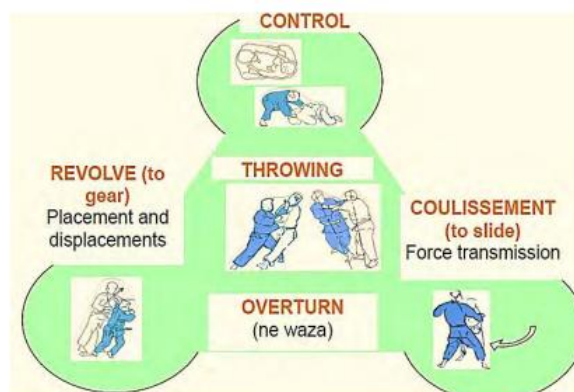 CONTROL
REVOLVE (to
gear)
Placement and
displacements
THROWING
COULISSEMENT
(to slide)
Force transmission
OVERTURN
(ne waza)